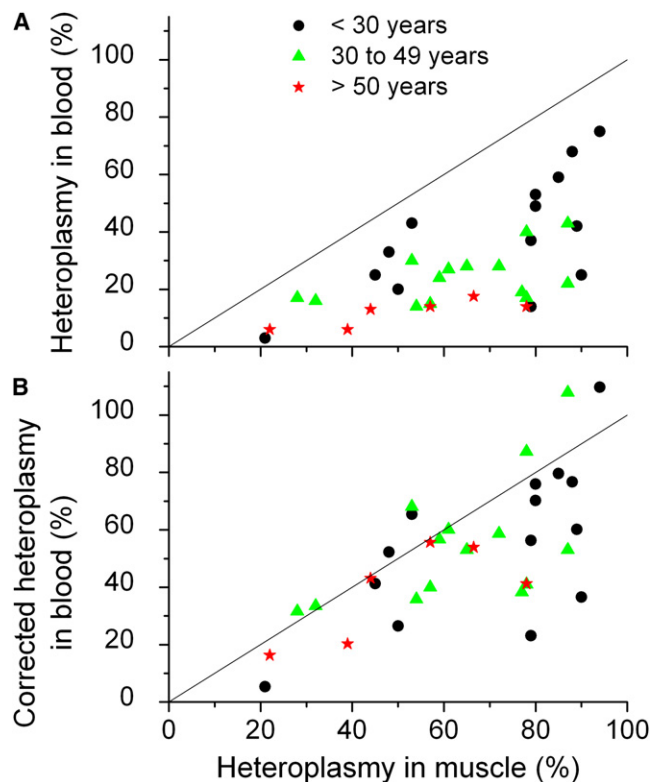 A
< 30 years
30 to 49 years
> 50 years
Heteroplasmy in blood (%)
100
80
60
40
20
0
B
Corrected heteroplasmy
in blood (%)
100
80
60
40
20
0
0 20 40 60 80 100
Heteroplasmy in muscle (%)